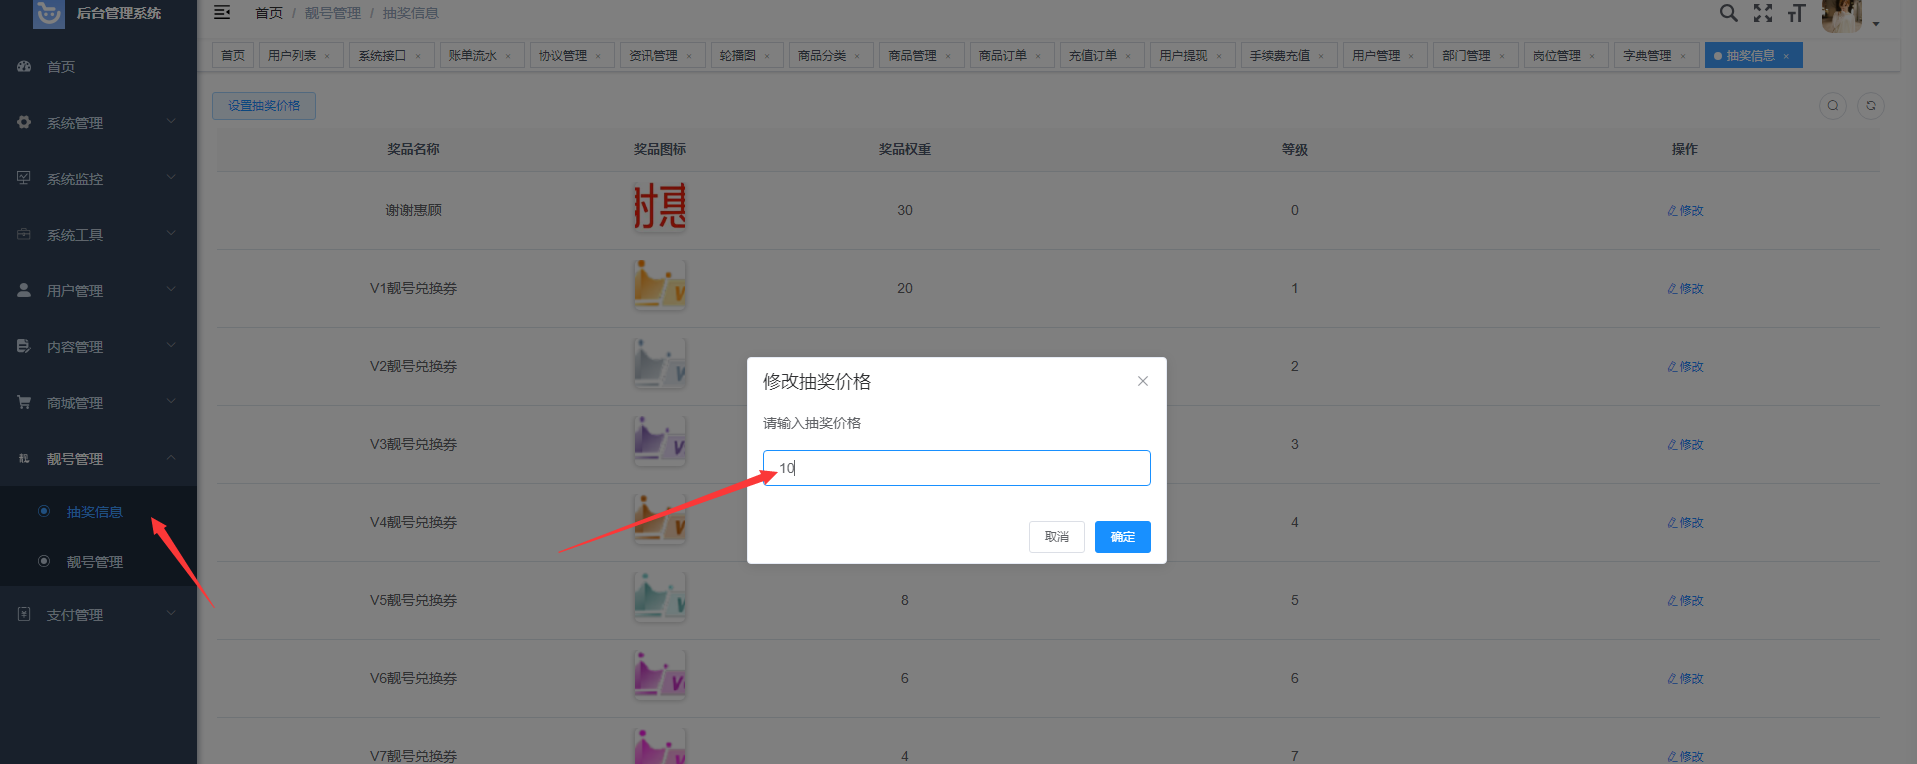 后台管理系统
首页 / 靓号管理 / 抽奖信息
首页
系统管理
系统监控
系统工具
用户管理
内容管理
商城管理
靓号管理
抽奖信息
靓号管理
支付管理
首页 用户列表 × 系统接口 × 账单流水 × 协议管理 × 资讯管理 × 轮播图 × 商品分类 × 商品管理 × 商品订单 × 充值订单 × 用户提现 × 手续费充值 × 用户管理 × 部门管理 × 岗位管理 × 字典管理 × 抽奖信息 ×
设置抽奖价格
奖品名称 奖品图标 奖品权重 等级 操作
谢谢惠顾 谢惠 30 0 修改
V1靓号兑换券 V 20 1 修改
V2靓号兑换券 V 2 修改
V3靓号兑换券 V 3 修改
V4靓号兑换券 V 4 修改
V5靓号兑换券 V 8 5 修改
V6靓号兑换券 V 6 6 修改
V7靓号兑换券 4 7 修改
修改抽奖价格
请输入抽奖价格
10
取消 确定